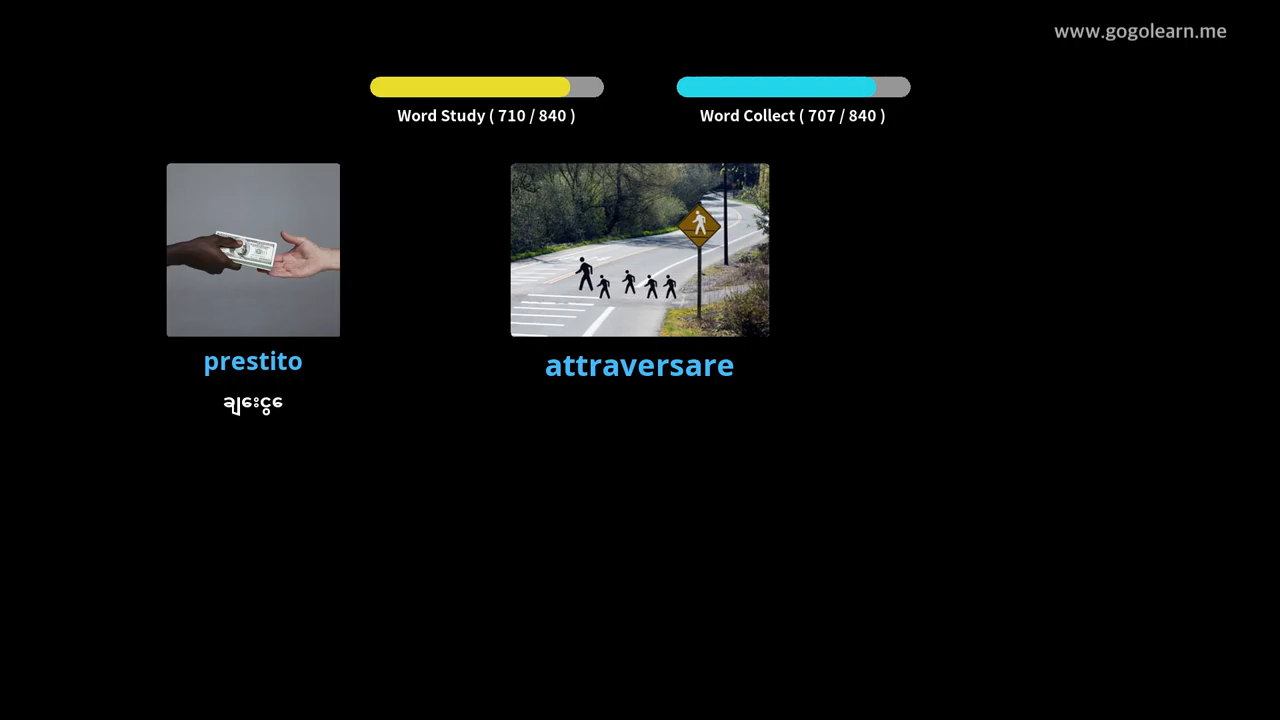 www.gogolearn.me
Word Study ( 710 / 840 )
Word Collect ( 707 / 840 )
prestito
ချေးငွေ
attraversare